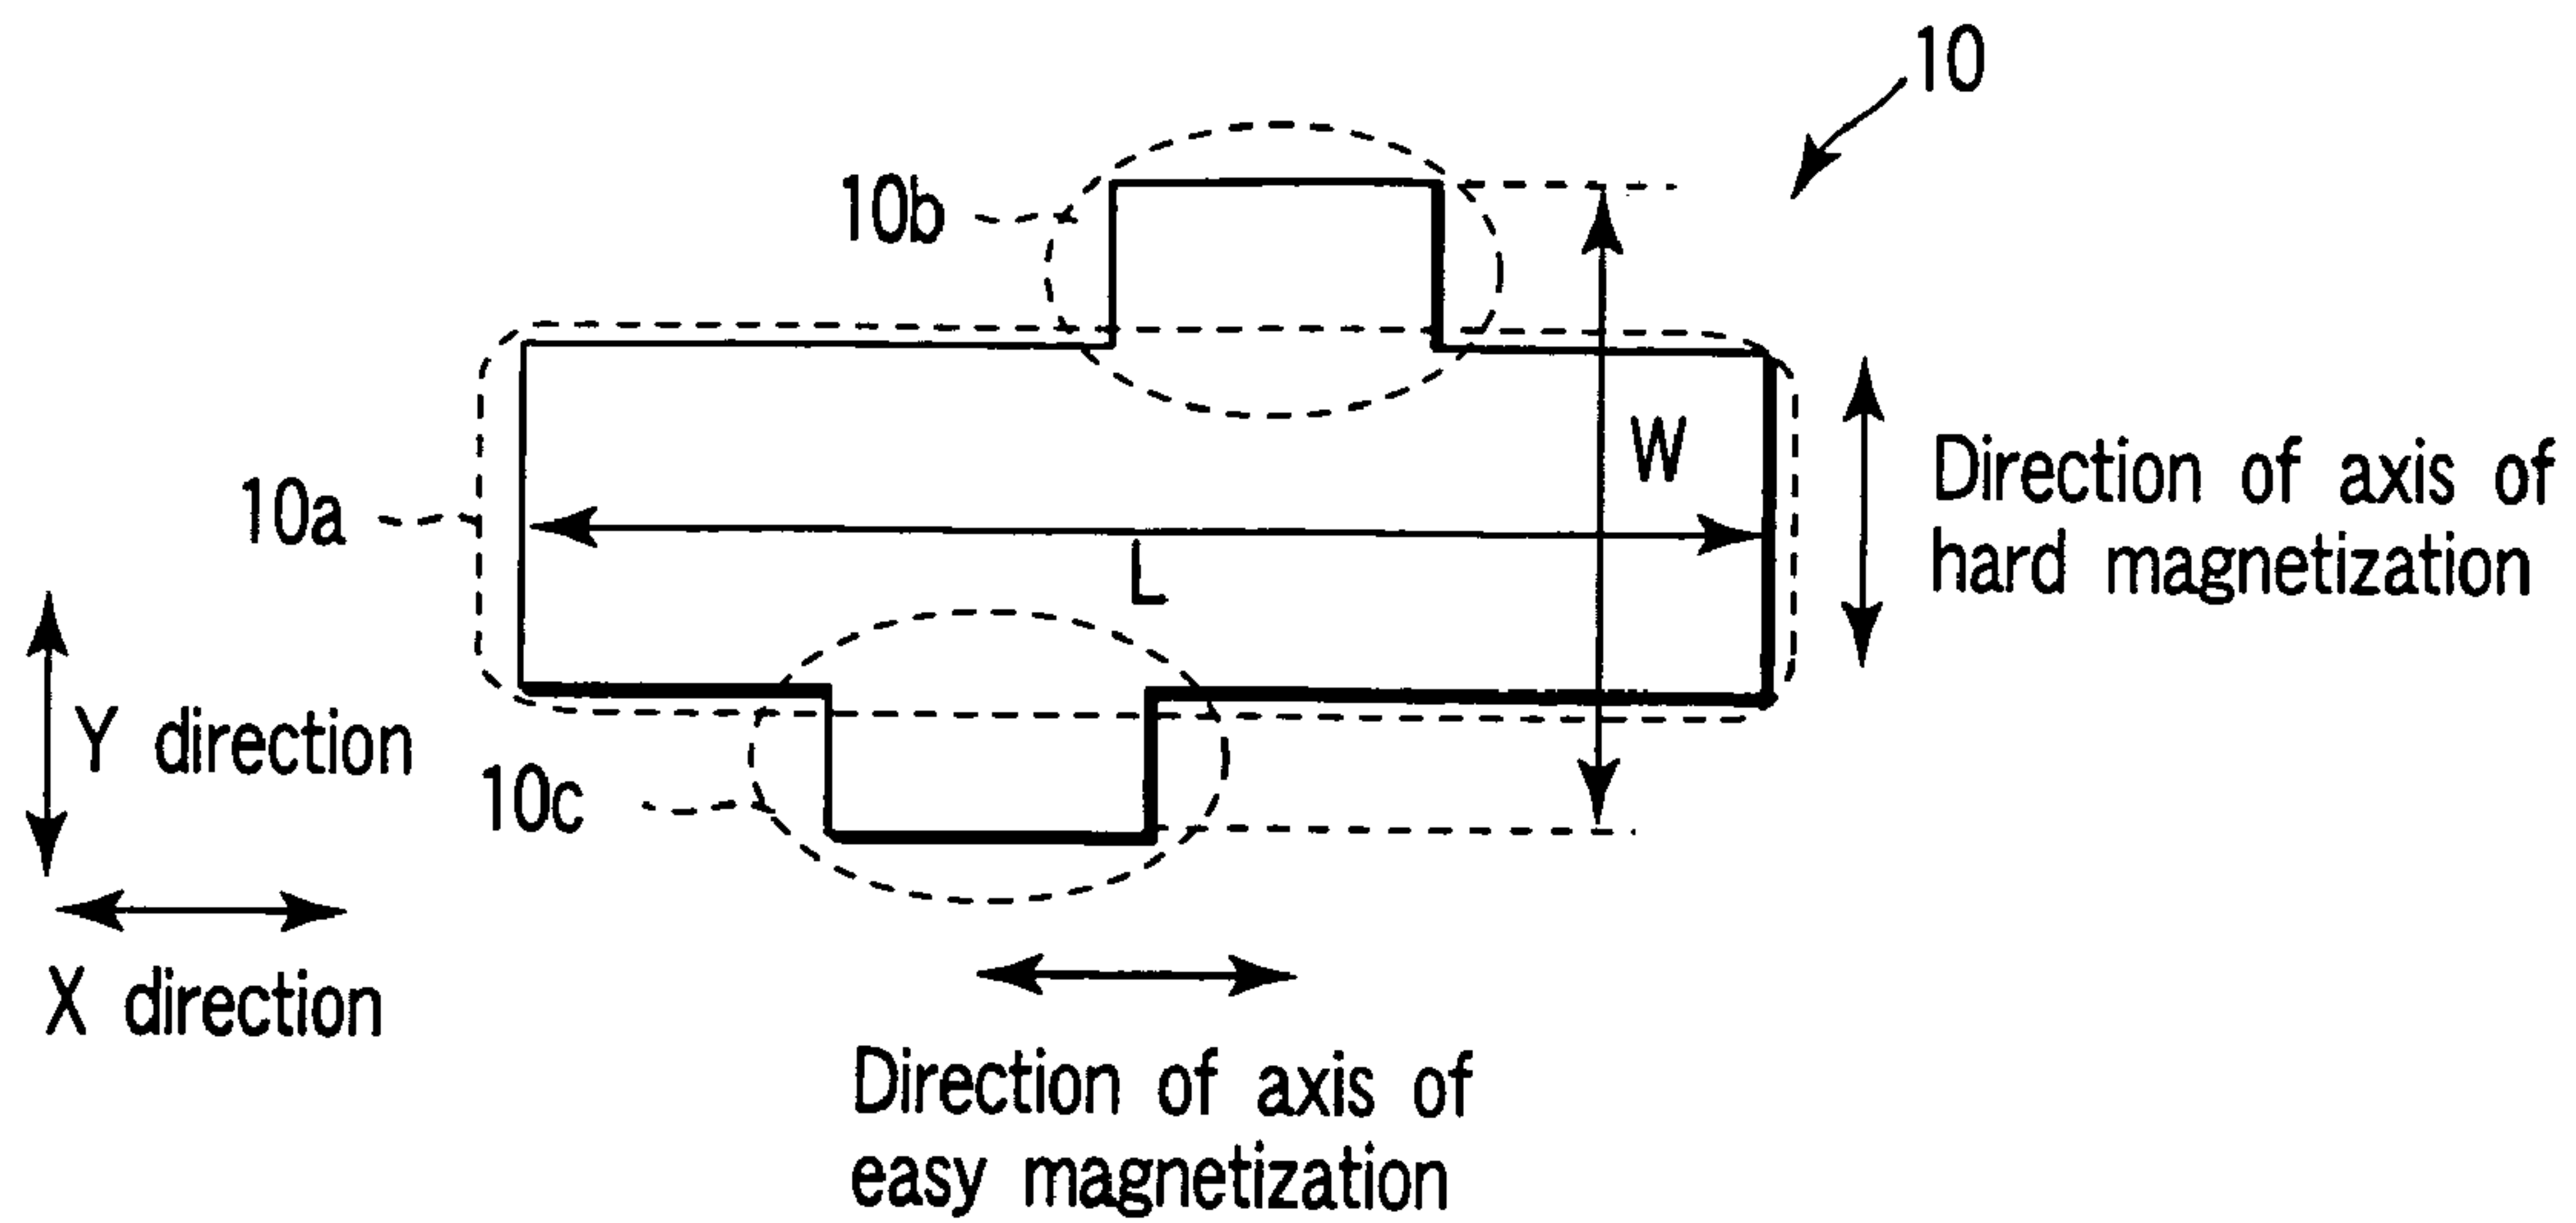 10
10b
W
10a
Direction of axis of
hard magnetization
L
Y direction
10c
X direction
Direction of axis of
easy magnetization